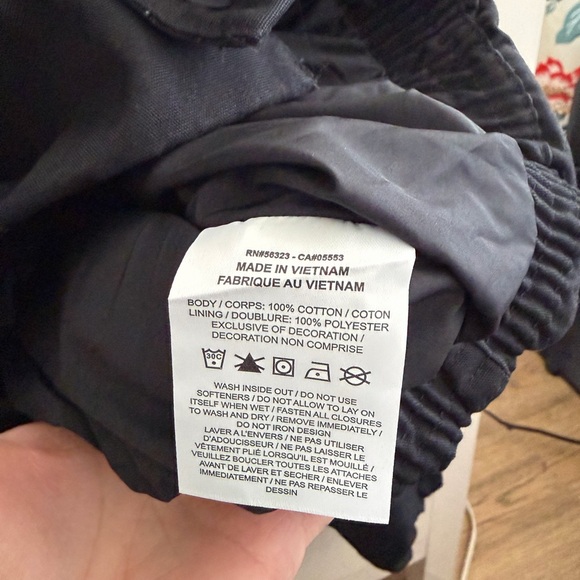 RN#56323 - CA#05553
MADE IN VIETNAM
FABRIQUE AU VIETNAM
BODY / CORPS: 100% COTTON / COTON
LINING / DOUBLURE: 100% POLYESTER
EXCLUSIVE OF DECORATION /
DECORATION NON COMPRISE
30C
WASH INSIDE OUT / DO NOT USE
SOFTENERS / DO NOT ALLOW TO LAY ON
ITSELF WHEN WET / FASTEN ALL CLOSURES
TO WASH AND DRY / REMOVE IMMEDIATELY /
DO NOT IRON DESIGN
LAVER A L'ENVERS / NE PAS UTILISER
D'ADOUCISSEUR / NE PAS LAISSER LE
VÊTEMENT PLIÉ LORSQU'IL EST MOUILLÉ /
VEUILLEZ BOUCLER TOUTES LES ATTACHES
AVANT DE LAVER ET SECHER / ENLEVER
IMMEDIATEMENT / NE PAS REPASSER LE
DESSIN